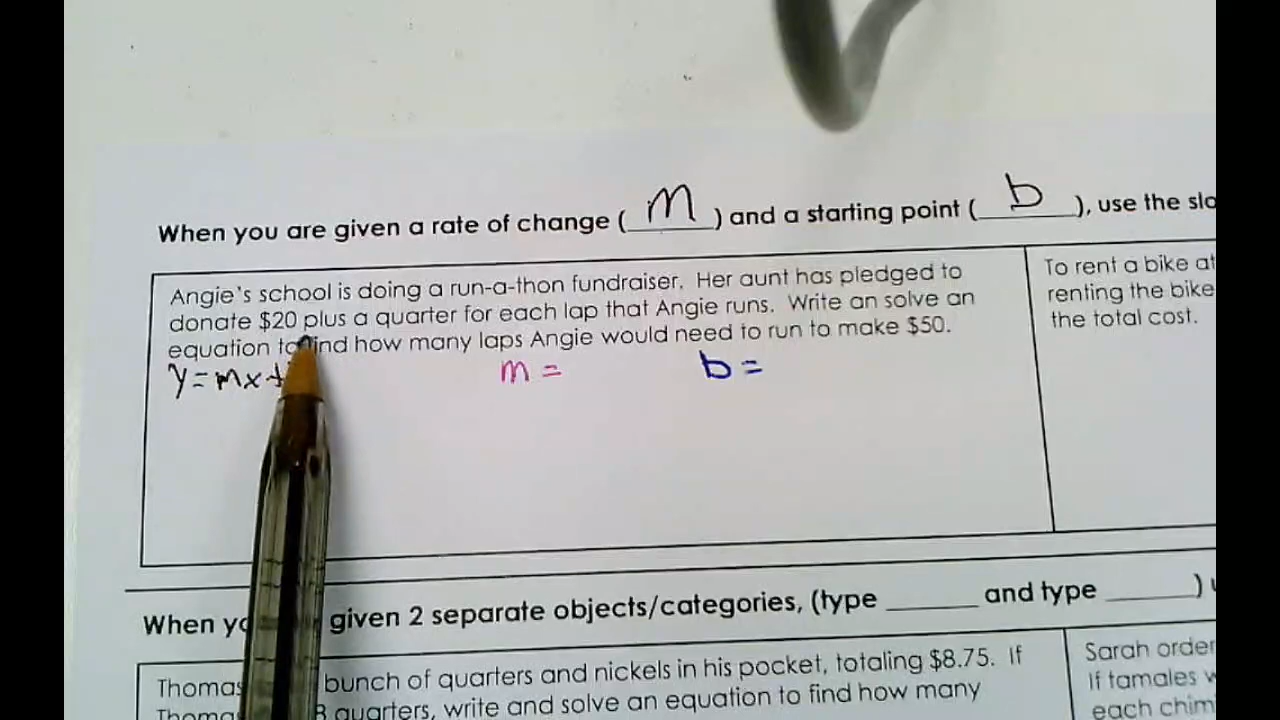 When you are given a rate of change ( m ) and a starting point ( b ), use the slo
Angie's school is doing a run-a-thon fundraiser. Her aunt has pledged to
donate $20 plus a quarter for each lap that Angie runs. Write an solve an
equation to find how many laps Angie would need to run to make $50.
y = mx +
m =
b =
To rent a bike at
renting the bike
the total cost.
When given 2 separate objects/categories, (type ______ and type ______)
Thomas bunch of quarters and nickels in his pocket, totaling $8.75. If
quarters, write and solve an equation to find how many
Sarah order
If tamales w
each chim